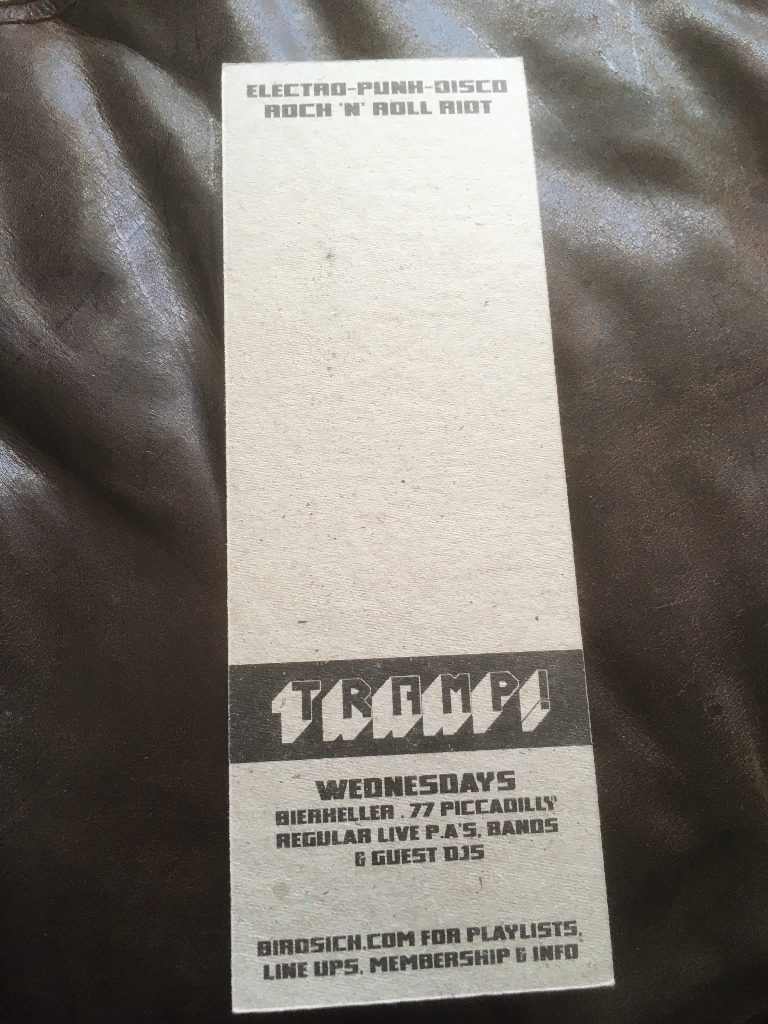 ELECTRO-PUNK-DISCO
ROCK 'N' ROLL RIOT
TRAMP!
WEDNESDAYS
BIERKELLER . 77 PICCADILLY
REGULAR LIVE P.A'S, BANDS
& GUEST DJS
BIRDSICK.COM FOR PLAYLISTS,
LINE UPS, MEMBERSHIP & INFO